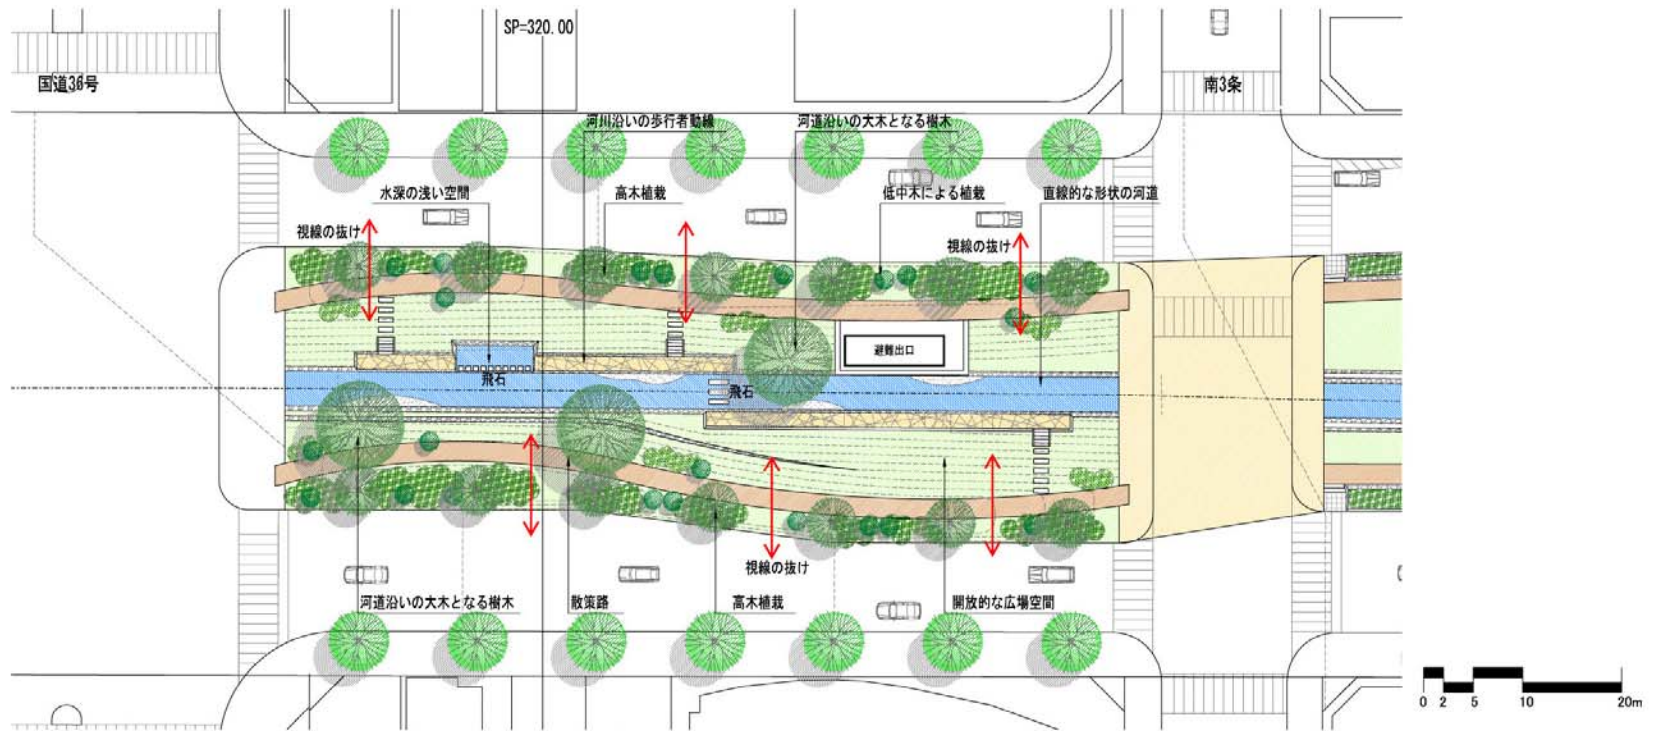 SP=320.00
国道36号
南3条
河川沿いの歩行者動線
河道沿いの大木となる樹木
水深の浅い空間
高木植栽
低中木による植栽
直線的な形状の河道
視線の抜け
視線の抜け
避難出口
飛石
飛石
視線の抜け
河道沿いの大木となる樹木
散策路
高木植栽
開放的な広場空間
0 2 5 10 20m